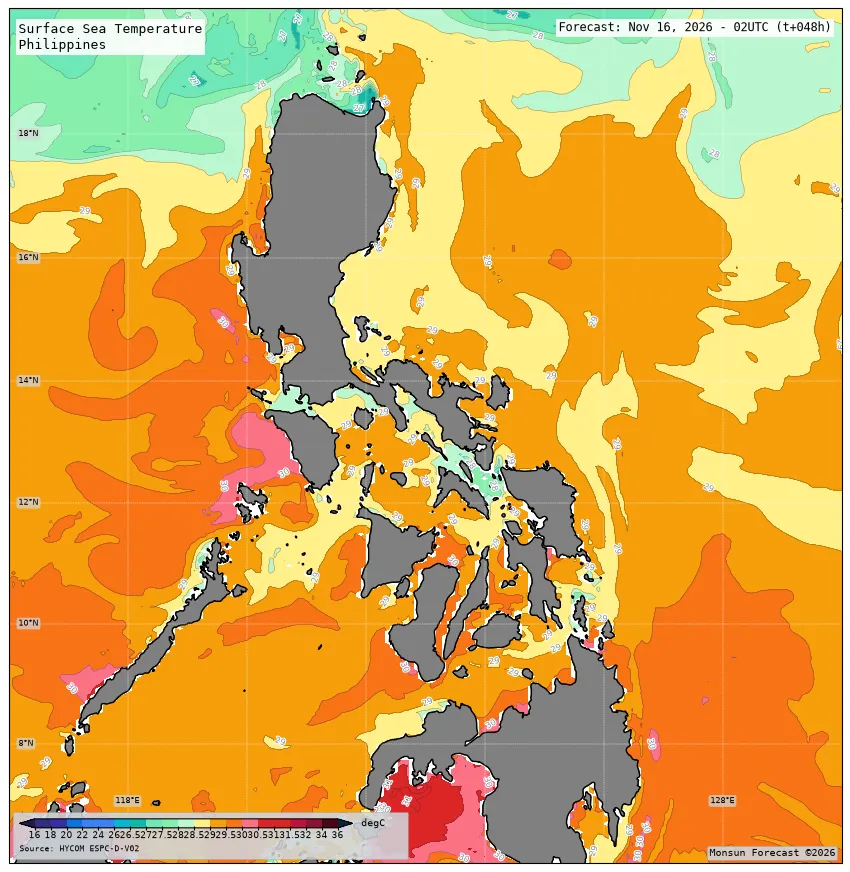 Surface Sea Temperature
Philippines
Forecast: Nov 16, 2026 - 02UTC (t+048h)
18°N
16°N
14°N
12°N
10°N
8°N
118°E
128°E
16 18 20 22 24 26 26.5 27 27.5 28 28.5 29 29.5 30 30.5 31 31.5 32 34 36 degC
Source: HYCOM ESPC-D-V02
Monsun Forecast ©2026